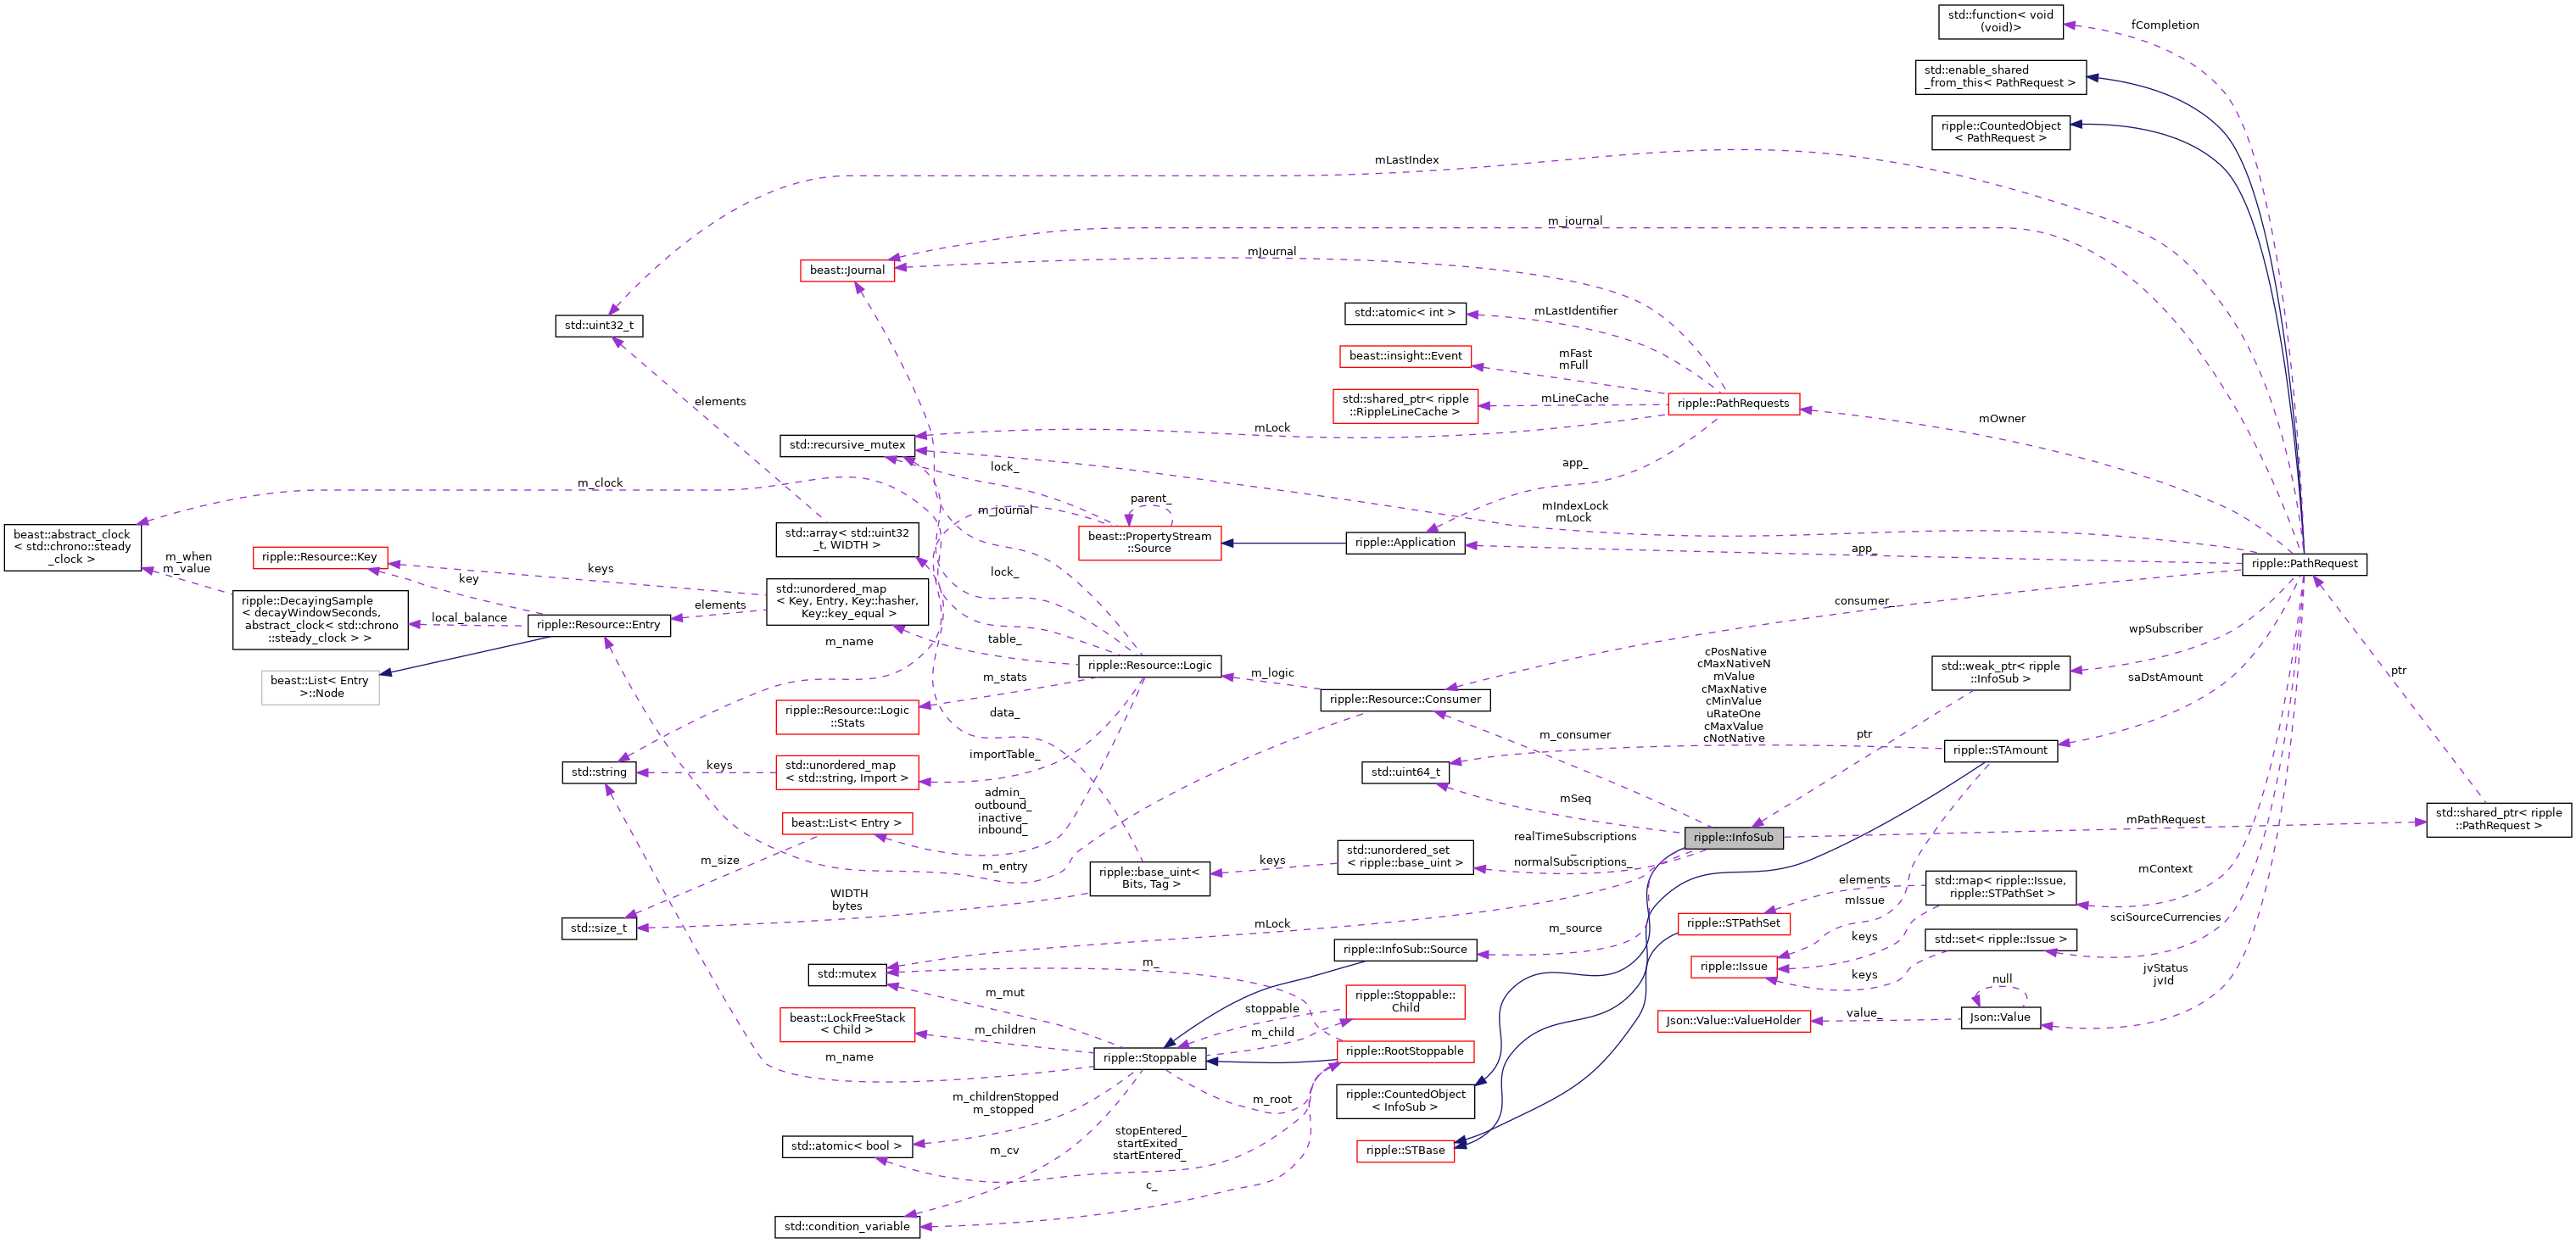 std::function< void
(void)>
fCompletion
std::enable_shared
_from_this< PathRequest >
ripple::CountedObject
< PathRequest >
mLastIndex
m_journal
mJournal
beast::Journal
std::uint32_t
std::atomic< int >
mLastIdentifier
beast::insight::Event
mFast
mFull
std::shared_ptr< ripple
::RippleLineCache >
mLineCache
ripple::PathRequests
mOwner
elements
mLock
std::recursive_mutex
lock_
app_
m_clock
parent_
m_journal
mIndexLock
mLock
beast::abstract_clock
< std::chrono::steady
_clock >
m_when
m_value
ripple::Resource::Key
keys
key
std::array< std::uint32
_t, WIDTH >
beast::PropertyStream
::Source
ripple::Application
app_
ripple::PathRequest
lock_
std::unordered_map
< Key, Entry, Key::hasher,
Key::key_equal >
elements
ripple::DecayingSample
< decayWindowSeconds,
abstract_clock< std::chrono
::steady_clock > >
local_balance
ripple::Resource::Entry
consumer_
wpSubscriber
m_name
table_
ripple::Resource::Logic
m_logic
beast::List< Entry
>::Node
m_stats
ripple::Resource::Logic
::Stats
data_
ripple::Resource::Consumer
cPosNative
cMaxNativeN
mValue
cMaxNative
cMinValue
uRateOne
cMaxValue
cNotNative
std::weak_ptr< ripple
::InfoSub >
saDstAmount
ptr
m_consumer
ptr
ripple::STAmount
std::string
keys
std::unordered_map
< std::string, Import >
importTable_
std::uint64_t
mSeq
admin_
outbound_
inactive_
inbound_
beast::List< Entry >
ripple::InfoSub
mPathRequest
std::shared_ptr< ripple
::PathRequest >
m_size
m_entry
ripple::base_uint<
Bits, Tag >
keys
std::unordered_set
< ripple::base_uint >
realTimeSubscriptions
_
normalSubscriptions_
WIDTH
bytes
std::size_t
mLock
m_source
elements
mIssue
std::map< ripple::Issue,
ripple::STPathSet >
mContext
sciSourceCurrencies
ripple::STPathSet
keys
std::set< ripple::Issue >
ripple::InfoSub::Source
std::mutex
m_
ripple::Issue
keys
jvStatus
jvId
null
m_mut
stoppable
ripple::Stoppable::
Child
beast::LockFreeStack
< Child >
m_children
m_child
Json::Value::ValueHolder
value_
Json::Value
m_name
ripple::Stoppable
ripple::RootStoppable
m_childrenStopped
m_stopped
m_root
ripple::CountedObject
< InfoSub >
std::atomic< bool >
m_cv
stopEntered_
startExited_
startEntered_
ripple::STBase
c_
std::condition_variable